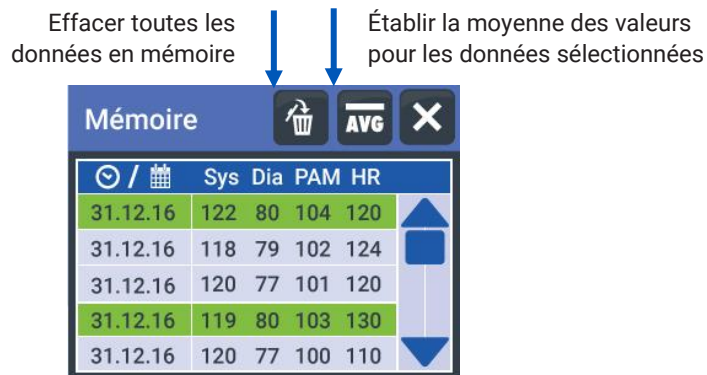 Effacer toutes les
données en mémoire
Établir la moyenne des valeurs
pour les données sélectionnées
Mémoire AVG
/ Sys Dia PAM HR
31.12.16 122 80 104 120
31.12.16 118 79 102 124
31.12.16 120 77 101 120
31.12.16 119 80 103 130
31.12.16 120 77 100 110